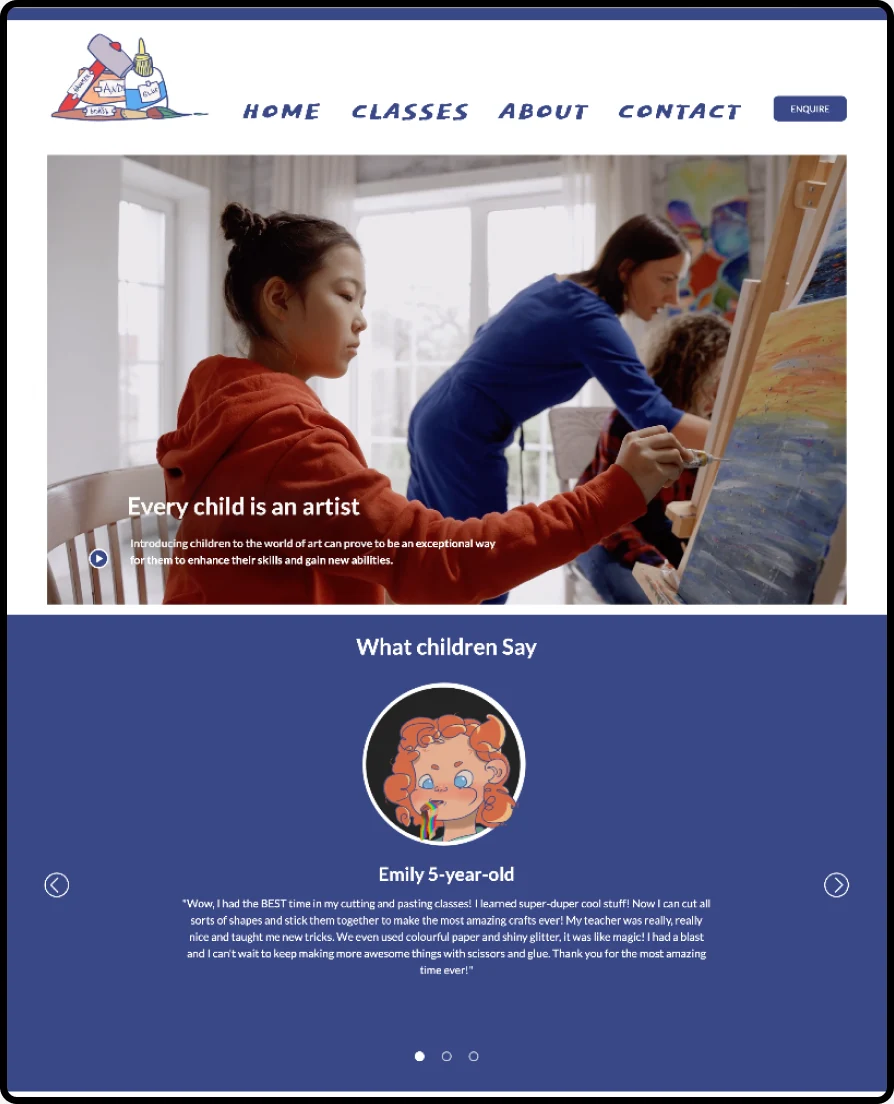 AND
GLUE
HOME
CLASSES
ABOUT
CONTACT
ENQUIRE
Every child is an artist
Introducing children to the world of art can prove to be an exceptional way
for them to enhance their skills and gain new abilities.
What children Say
Emily 5-year-old
"Wow, I had the BEST time in my cutting and pasting classes! I learned super-duper cool stuff! Now I can cut all
sorts of shapes and stick them together to make the most amazing crafts ever! My teacher was really, really
nice and taught me new tricks. We even used colourful paper and shiny glitter, it was like magic! I had a blast
and I can't wait to keep making more awesome things with scissors and glue. Thank you for the most amazing
time ever!"